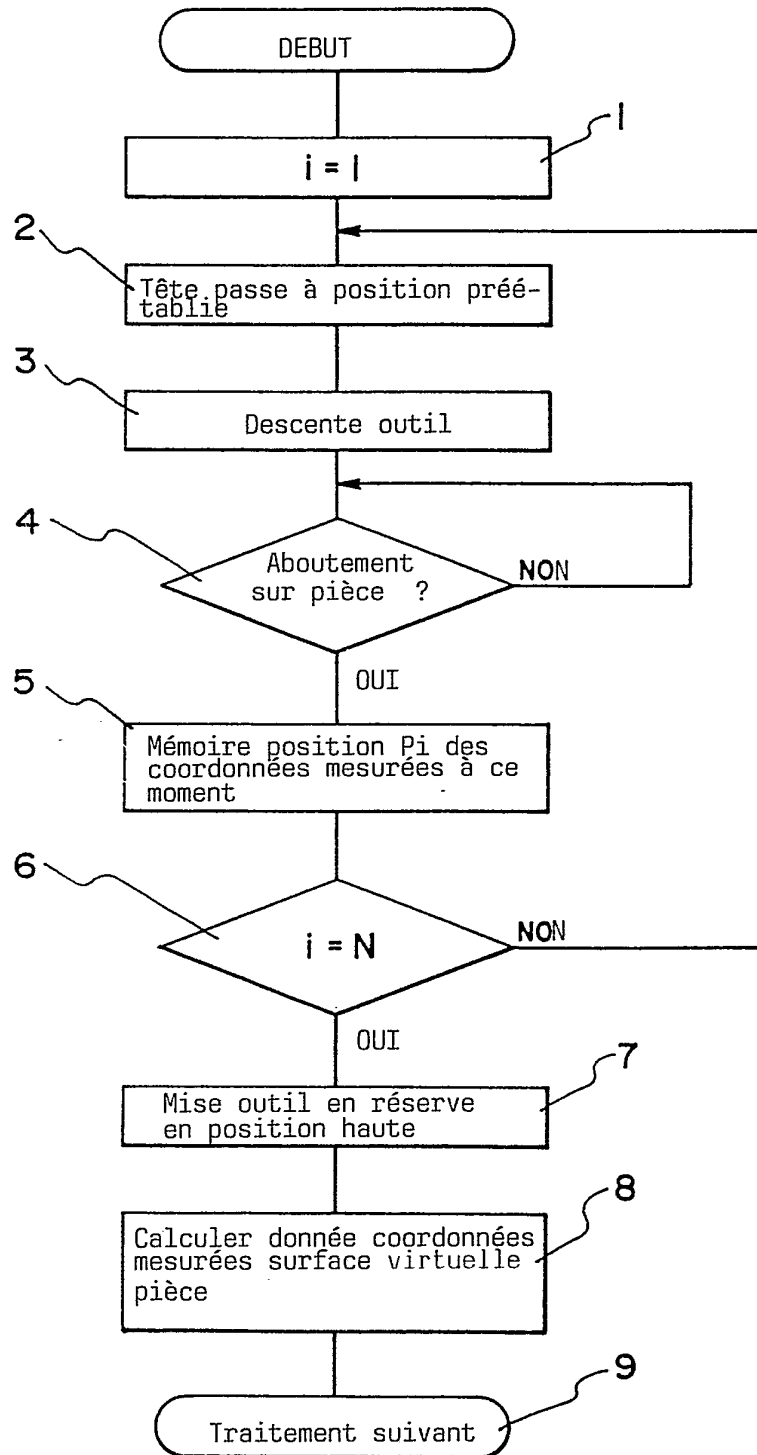 DEBUT
1
i = 1
2
Tête passe à position préé-
tablie
3
Descente outil
4
Aboutement
sur pièce ?
NON
OUI
5
Mémoire position Pi des
coordonnées mesurées à ce
moment
6
i = N
NON
OUI
7
Mise outil en réserve
en position haute
8
Calculer donnée coordonnées
mesurées surface virtuelle
pièce
9
Traitement suivant